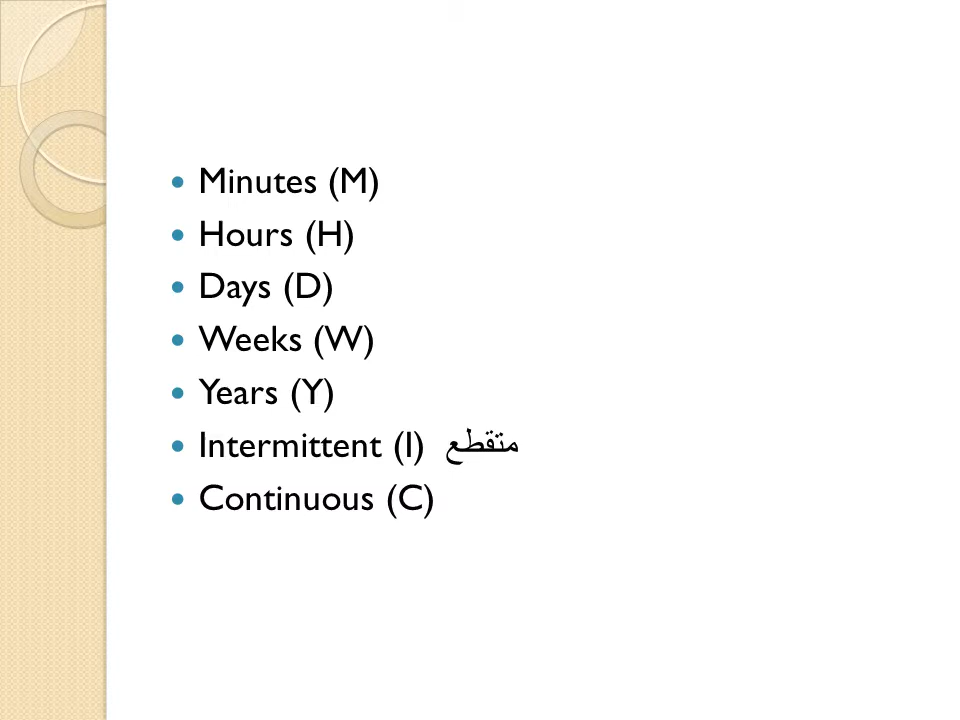 • Minutes (M)
• Hours (H)
• Days (D)
• Weeks (W)
• Years (Y)
• Intermittent (I) متقطع
• Continuous (C)